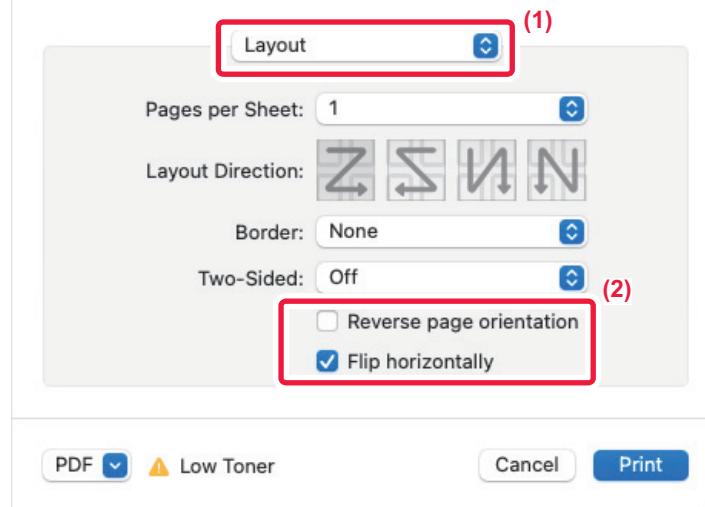 (1)
Layout
Pages per Sheet: 1
Layout Direction:
Border: None
Two-Sided: Off
(2)
Reverse page orientation
Flip horizontally
PDF Low Toner Cancel Print